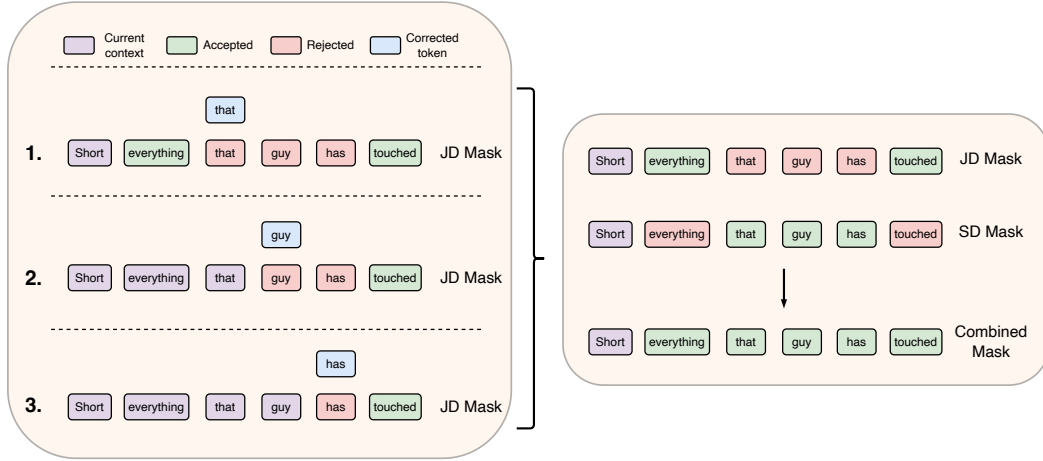 Current context
Accepted
Rejected
Corrected token
that
1. Short everything that guy has touched JD Mask
guy
2. Short everything that guy has touched JD Mask
has
3. Short everything that guy has touched JD Mask
Short everything that guy has touched JD Mask
Short everything that guy has touched SD Mask
Short everything that guy has touched Combined Mask